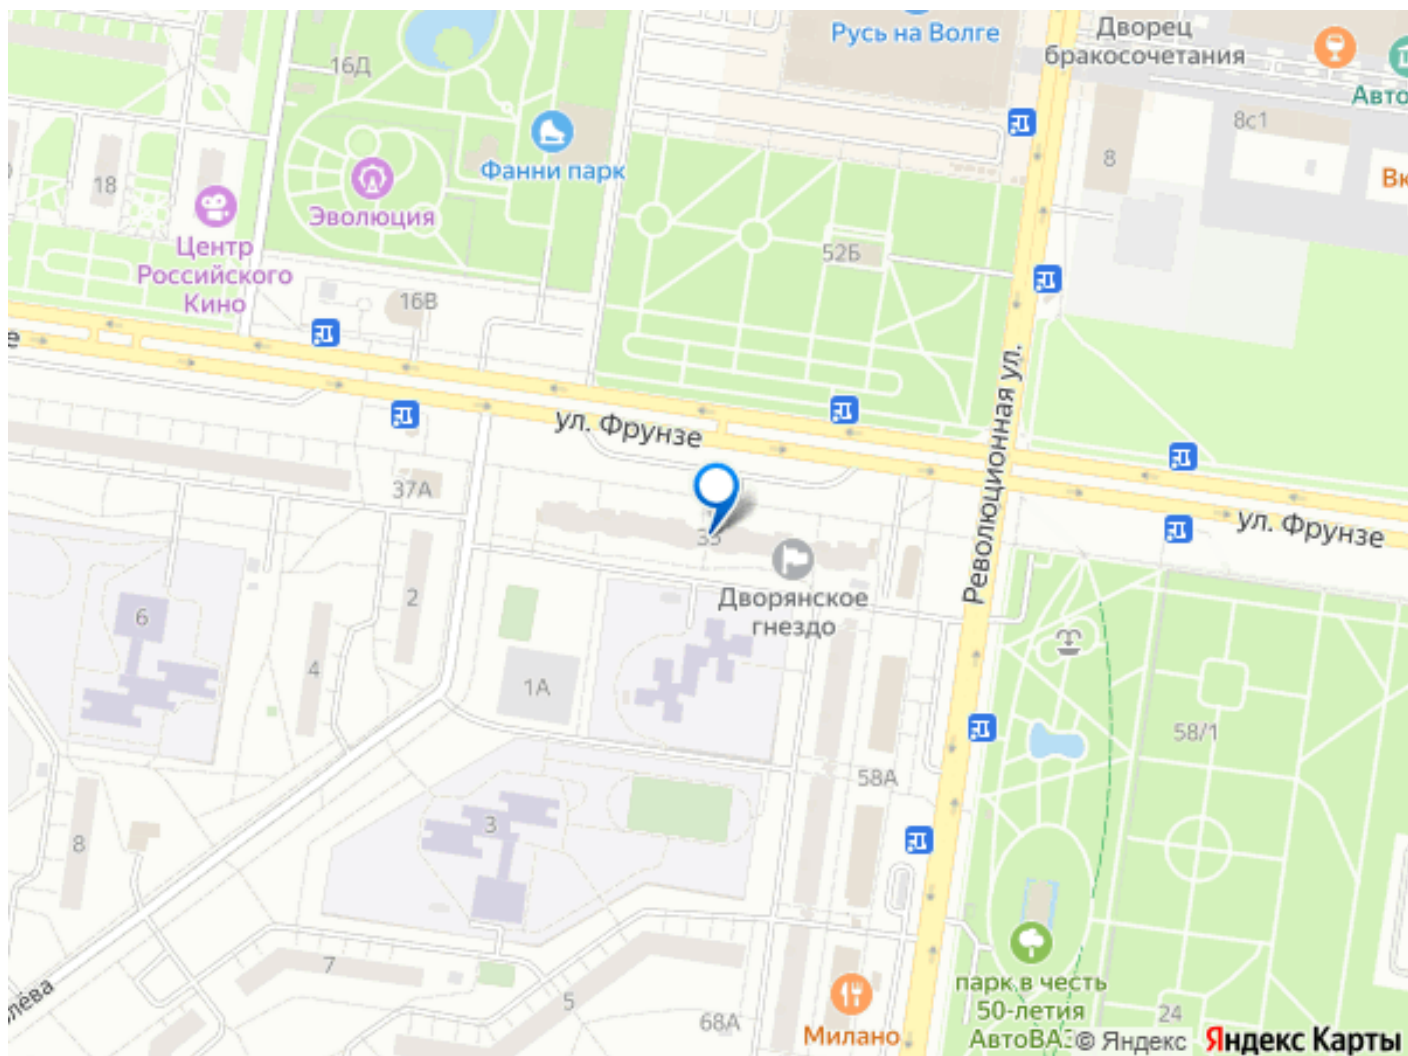 Русь на Волге
Дворец
бракосочетания
16Д
Авто
8с1
8
Фанни парк
18
Вк
Эволюция
Центр
Российского
Кино
52Б
16В
е
ул. Фрунзе
Революционная ул.
37А
ул. Фрунзе
Дворянское
гнездо
2
6
4
1А
58/1
58А
3
8
7
лёва
5
68А
Милано
парк в честь
50-летия
АвтоВАЗ
24
© Яндекс
Яндекс Карты